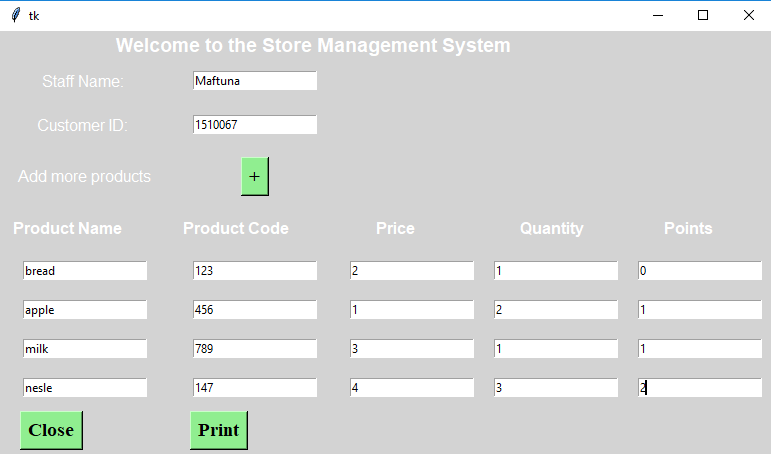 tk
Welcome to the Store Management System
Staff Name: Maftuna
Customer ID: 1510067
Add more products +
Product Name Product Code Price Quantity Points
bread 123 2 1 0
apple 456 1 2 1
milk 789 3 1 1
nesle 147 4 3 2
Close Print